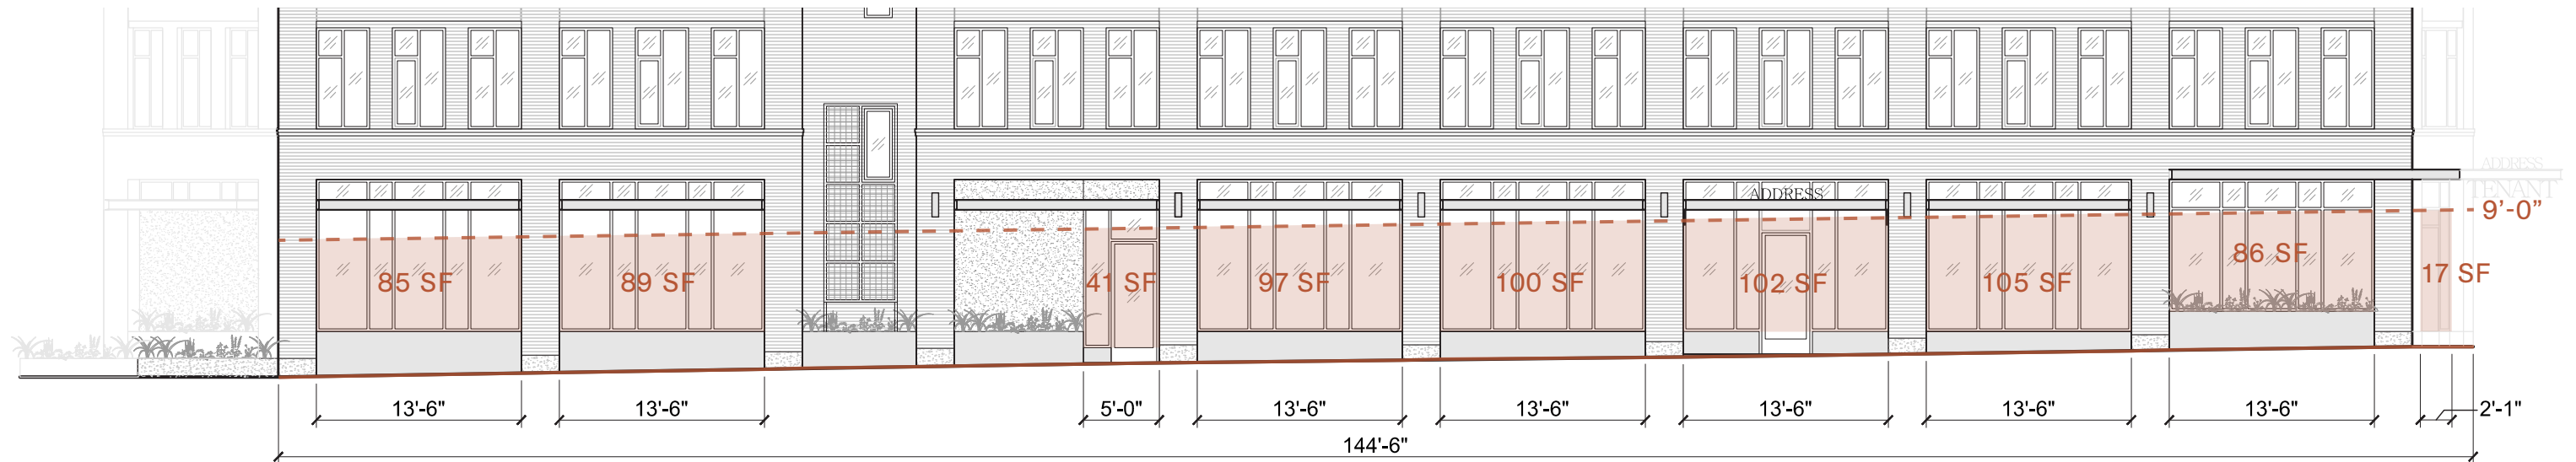 ADDRESS
TENANT
ADDRESS
9'-0"
85 SF
89 SF
41 SF
97 SF
100 SF
102 SF
105 SF
86 SF
17 SF
13'-6"
13'-6"
5'-0"
13'-6"
13'-6"
13'-6"
13'-6"
13'-6"
2'-1"
144'-6"